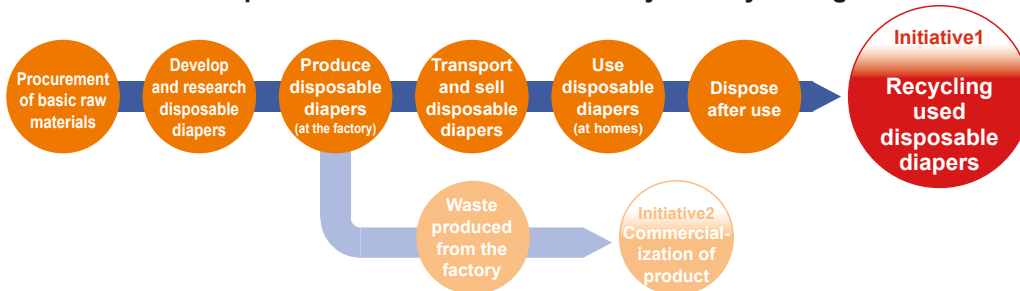 Procurement
of basic raw
materials
Develop
and research
disposable
diapers
Produce
disposable
diapers
(at the factory)
Transport
and sell
disposable
diapers
Use
disposable
diapers
(at homes)
Dispose
after use
Initiative1
Recycling
used
disposable
diapers
Waste
produced
from the
factory
Initiative2
Commercial-
ization of
product